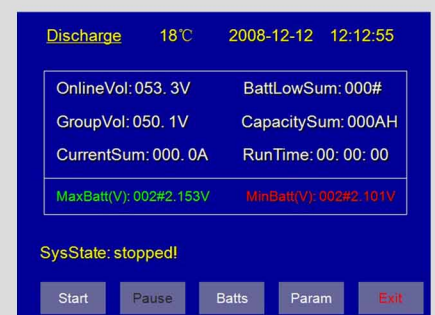 Discharge 18℃ 2008-12-12 12:12:55
OnlineVol:053.3V BattLowSum:000#
GroupVol:050.1V CapacitySum:000AH
CurrentSum:000.0A RunTime:00:00:00
MaxBatt(V):002#2.153V MinBatt(V):002#2.101V
SysState:stopped!
Start Pause Batts Param Exit